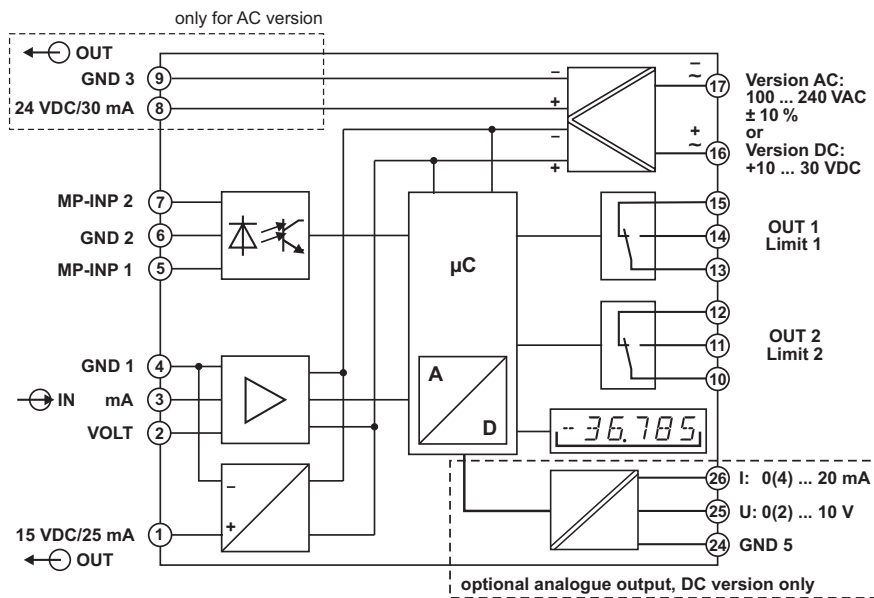 only for AC version
OUT
GND 3 9
24 VDC/30 mA 8
− + − +
− ~ 17
+ ~ 16
Version AC:
100 ... 240 VAC
± 10 %
or
Version DC:
+10 ... 30 VDC
MP-INP 2 7
GND 2 6
MP-INP 1 5
µC
15
14
13
OUT 1
Limit 1
12
11
10
OUT 2
Limit 2
GND 1 4
IN mA 3
VOLT 2
A
D
-36.785
−
+
15 VDC/25 mA 1
OUT
26 I: 0(4) ... 20 mA
25 U: 0(2) ... 10 V
24 GND 5
optional analogue output, DC version only